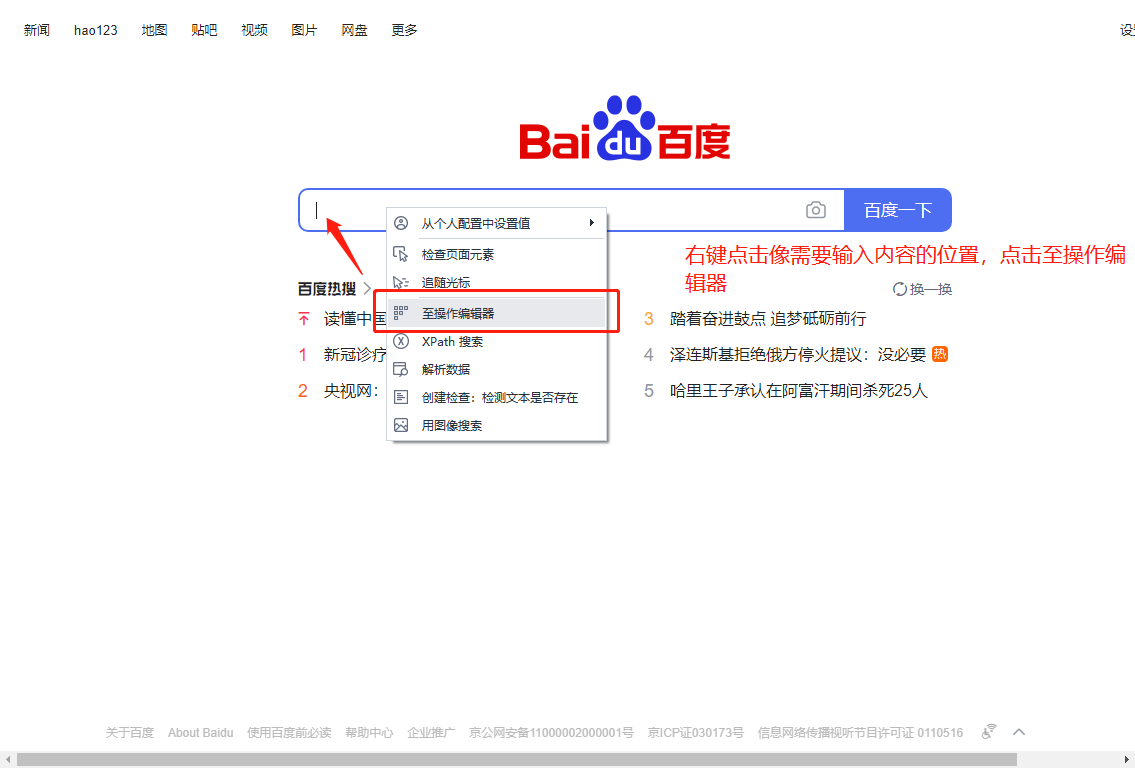 新闻 hao123 地图 贴吧 视频 图片 网盘 更多
Baidu百度
百度一下
从个人配置中设置值
检查页面元素
追随光标
至操作编辑器
XPath 搜索
解析数据
创建检查：检测文本是否存在
用图像搜索
右键点击像需要输入内容的位置，点击至操作编
辑器
百度热搜
换一换
读懂中国
1 新冠诊疗
2 央视网：
3 踏着奋进鼓点 追梦砥砺前行
4 泽连斯基拒绝俄方停火提议：没必要 热
5 哈里王子承认在阿富汗期间杀死25人
关于百度 About Baidu 使用百度前必读 帮助中心 企业推广 京公网安备11000002000001号 京ICP证030173号 信息网络传播视听节目许可证 0110516